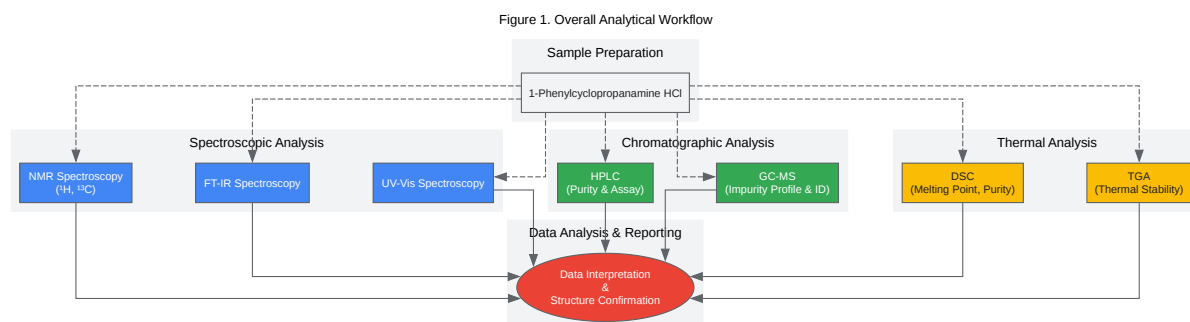 Figure 1. Overall Analytical Workflow
Sample Preparation
1-Phenylcyclopropanamine HCl
Spectroscopic Analysis
Chromatographic Analysis
Thermal Analysis
NMR Spectroscopy
(¹H, ¹³C)
FT-IR Spectroscopy
UV-Vis Spectroscopy
HPLC
(Purity & Assay)
GC-MS
(Impurity Profile & ID)
DSC
(Melting Point, Purity)
TGA
(Thermal Stability)
Data Analysis & Reporting
Data Interpretation
&
Structure Confirmation